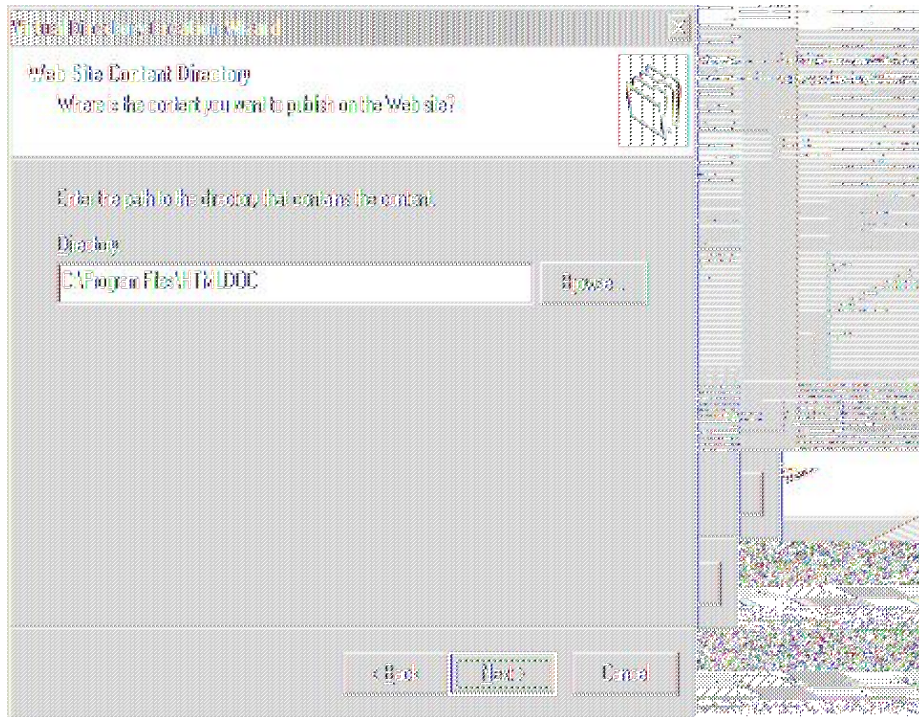 Virtual Directory Creation Wizard
Web Site Content Directory
Where is the content you want to publish on the Web site?
Enter the path to the directory that contains the content.
Directory
C:\Program Files\HTMLDOC
Browse...
< Back
Next >
Cancel